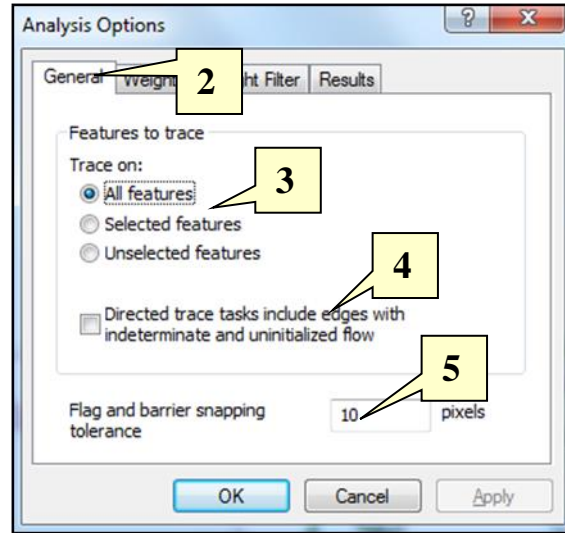 Analysis Options
?
X
General Weight ht Filter Results
2
Features to trace
Trace on:
All features
3
Selected features
Unselected features
4
Directed trace tasks include edges with
indeterminate and uninitialized flow
5
Flag and barrier snapping
tolerance
10 pixels
OK Cancel Apply